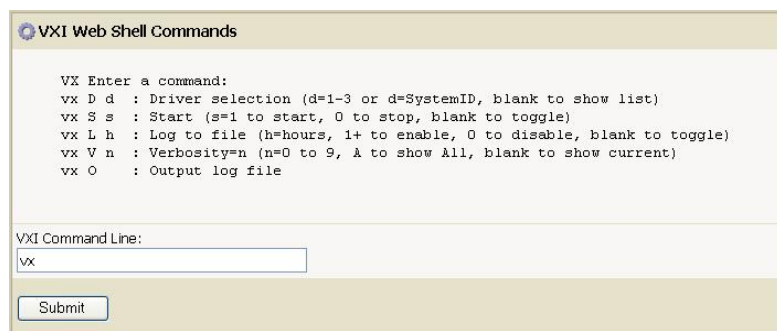 VXI Web Shell Commands
VX Enter a command:
vx D d : Driver selection (d=1-3 or d=SystemID, blank to show list)
vx S s : Start (s=1 to start, 0 to stop, blank to toggle)
vx L h : Log to file (h=hours, 1+ to enable, 0 to disable, blank to toggle)
vx V n : Verbosity=n (n=0 to 9, A to show All, blank to show current)
vx O : Output log file
VXI Command Line:
vx
Submit